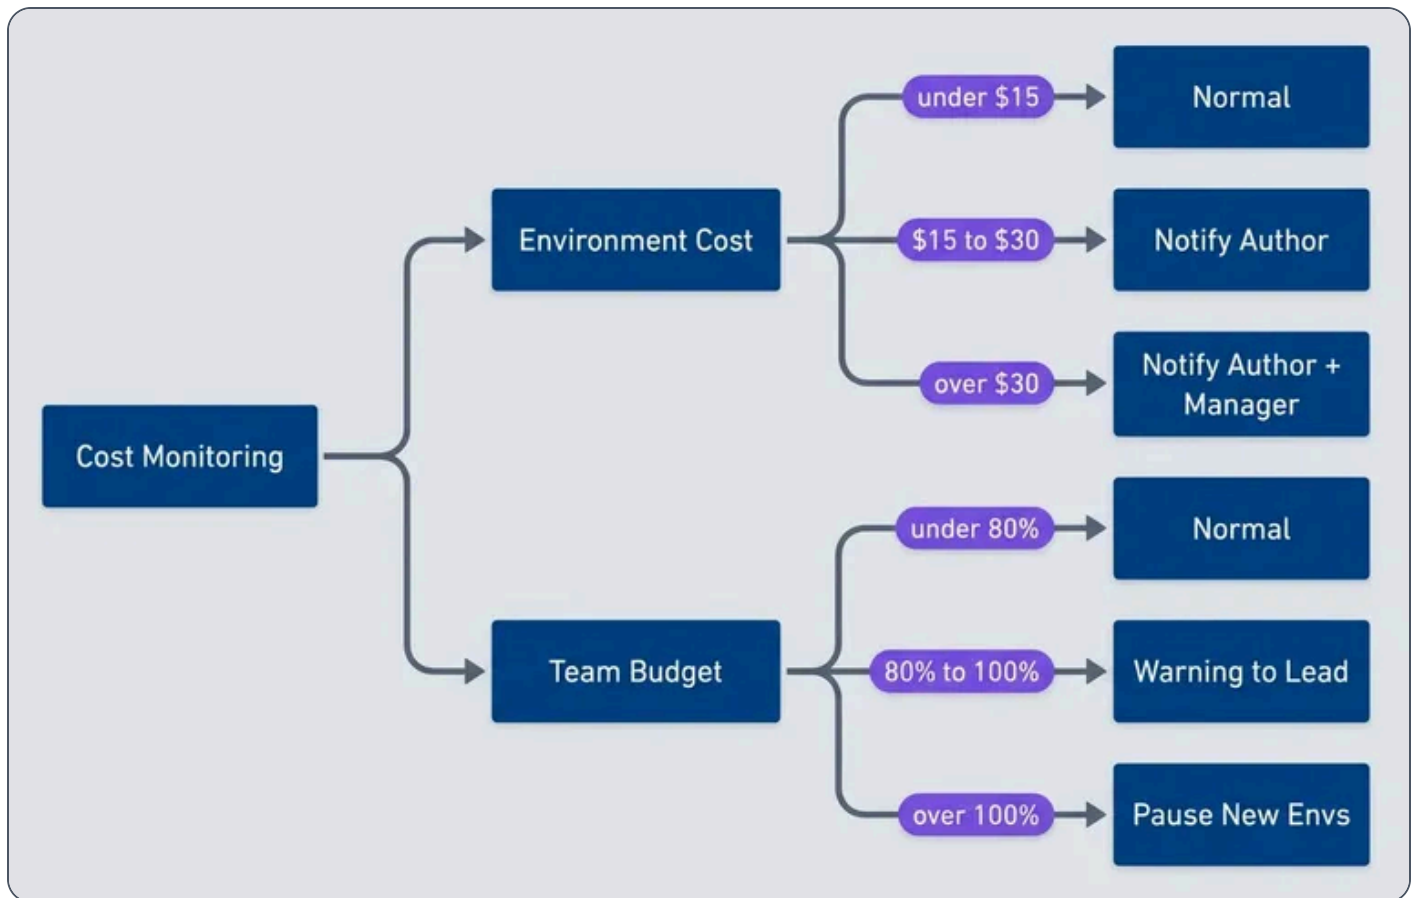 under $15
Normal
Environment Cost
$15 to $30
Notify Author
over $30
Notify Author +
Manager
Cost Monitoring
under 80%
Normal
Team Budget
80% to 100%
Warning to Lead
over 100%
Pause New Envs